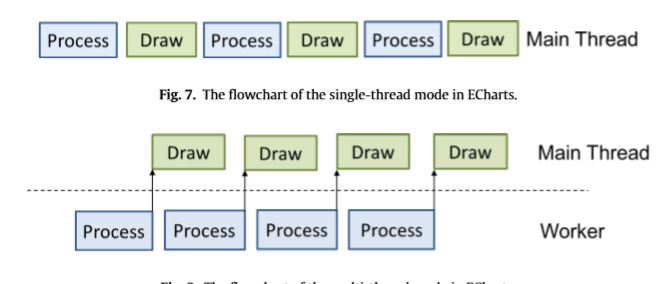 Process Draw Process Draw Process Draw Main Thread
Fig. 7. The flowchart of the single-thread mode in ECharts.
Draw Draw Draw Draw Main Thread
Process Process Process Process Worker